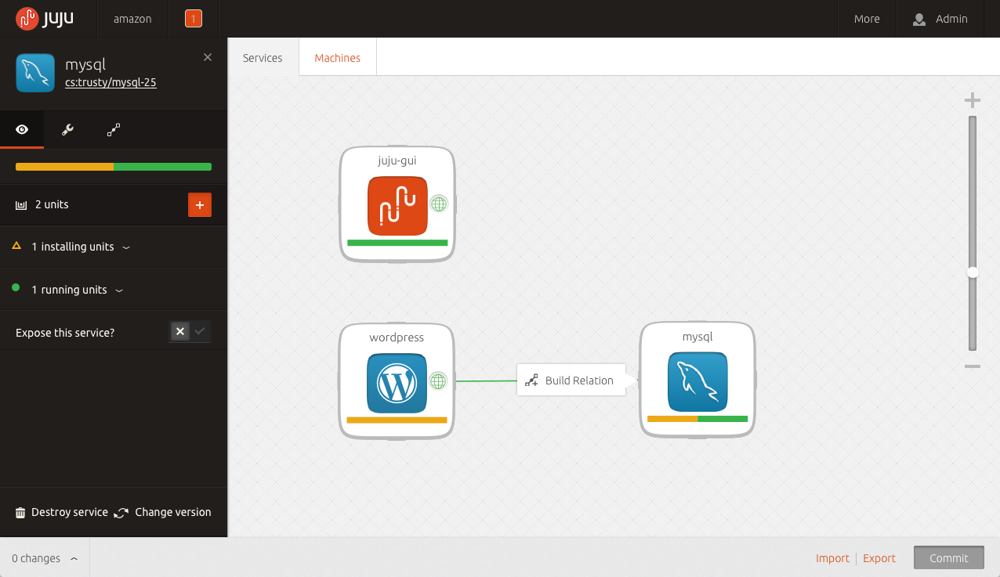 juju
amazon
1
More
Admin
mysql
cs:trusty/mysql-25
2 units
1 installing units
1 running units
Expose this service?
Destroy service
Change version
Services
Machines
juju-gui
wordpress
Build Relation
mysql
0 changes
Import
Export
Commit